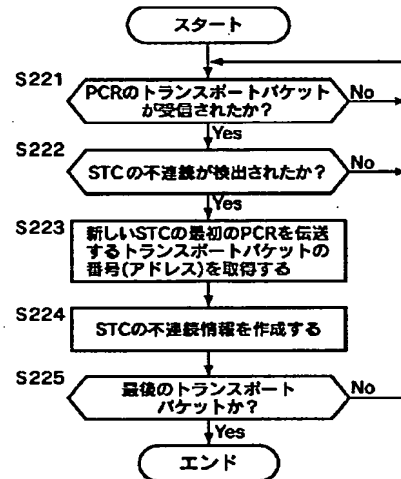 スタート
S221
PCRのトランスポートパケット
が受信されたか?
No
Yes
S222
STCの不連続が検出されたか?
No
Yes
S223
新しいSTCの最初のPCRを伝送
するトランスポートパケットの
番号(アドレス)を取得する
S224
STCの不連続情報を作成する
S225
最後のトランスポート
パケットか?
No
Yes
エンド